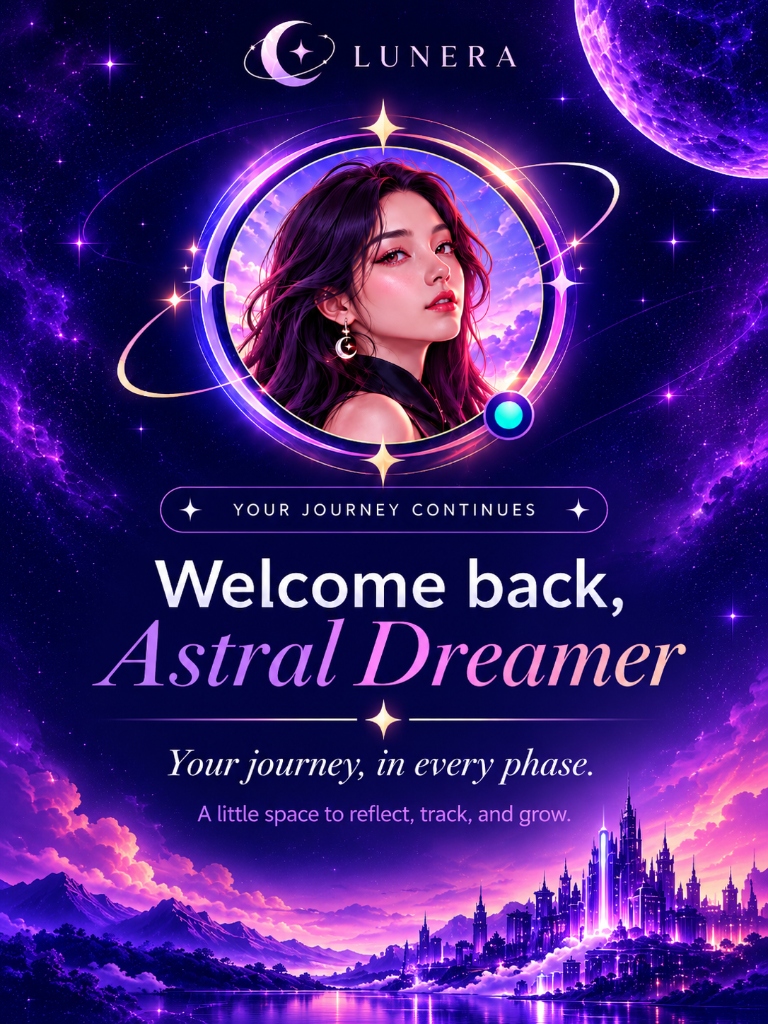 LUNERA
YOUR JOURNEY CONTINUES
Welcome back,
Astral Dreamer
Your journey, in every phase.
A little space to reflect, track, and grow.